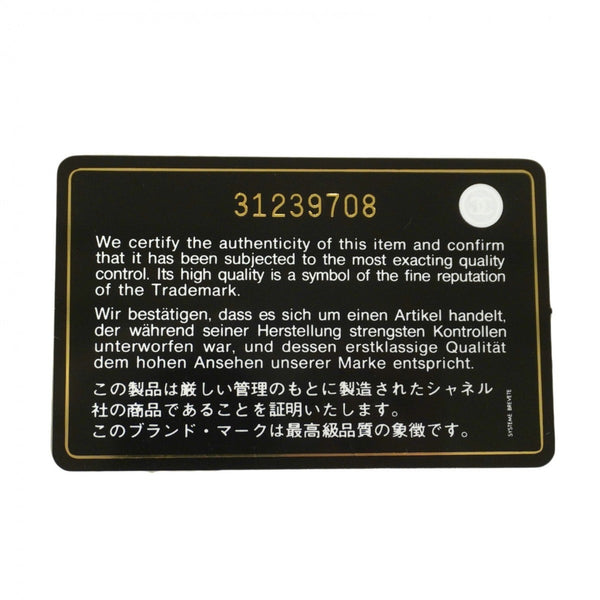 31239708
We certify the authenticity of this item and confirm
that it has been subjected to the most exacting quality
control. Its high quality is a symbol of the fine reputation
of the Trademark.
Wir bestätigen, dass es sich um einen Artikel handelt,
der während seiner Herstellung strengsten Kontrollen
unterworfen war, und dessen erstklassige Qualität
dem hohen Ansehen unserer Marke entspricht.
この製品は厳しい管理のもとに製造されたシャネル
社の商品であることを証明いたします。
このブランド・マークは最高級品質の象徴です。
SYSTEME BREVETE